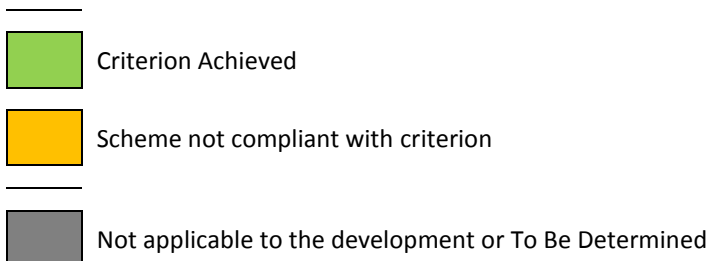 Criterion Achieved
Scheme not compliant with criterion
Not applicable to the development or To Be Determined